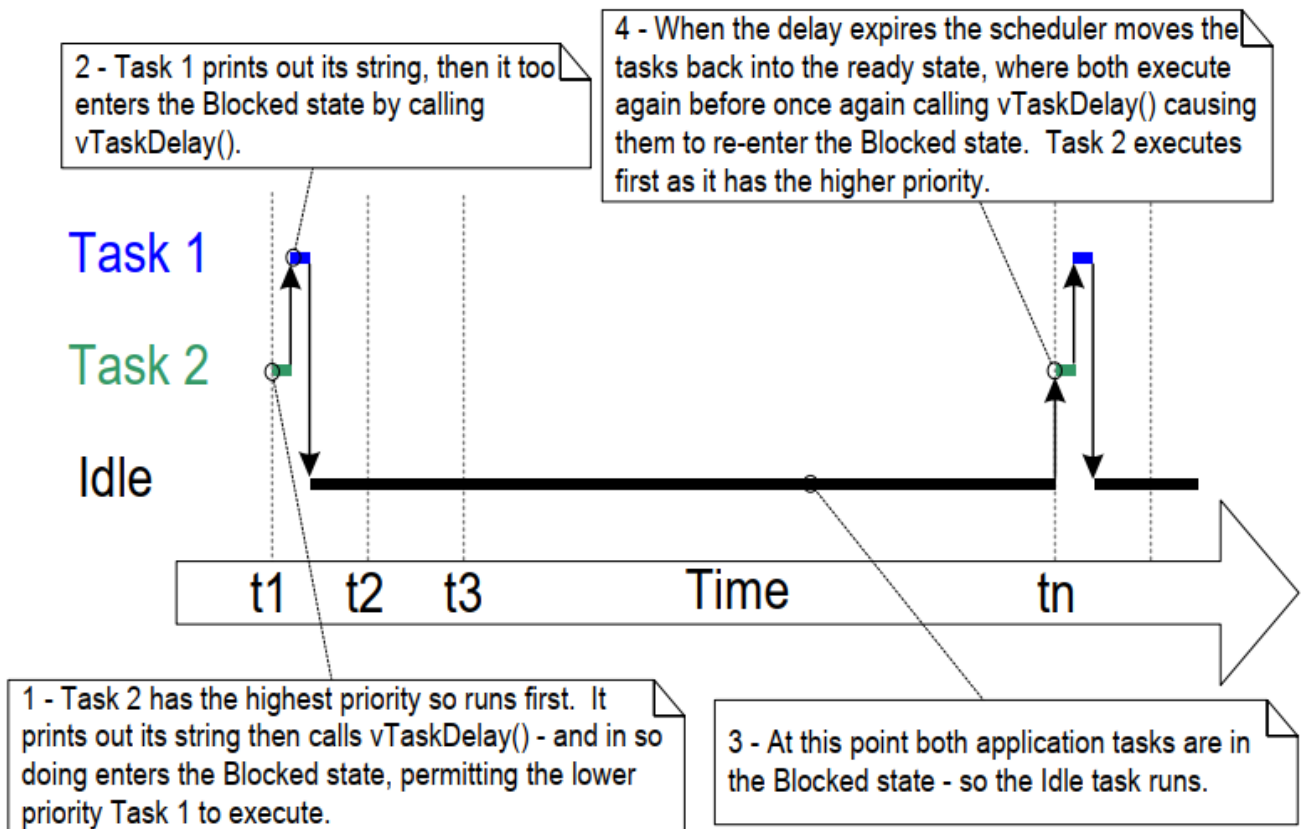 2 - Task 1 prints out its string, then it too
enters the Blocked state by calling
vTaskDelay().
4 - When the delay expires the scheduler moves the
tasks back into the ready state, where both execute
again before once again calling vTaskDelay() causing
them to re-enter the Blocked state. Task 2 executes
first as it has the higher priority.
Task 1
Task 2
Idle
t1 t2 t3 Time tn
1 - Task 2 has the highest priority so runs first. It
prints out its string then calls vTaskDelay() - and in so
doing enters the Blocked state, permitting the lower
priority Task 1 to execute.
3 - At this point both application tasks are in
the Blocked state - so the Idle task runs.